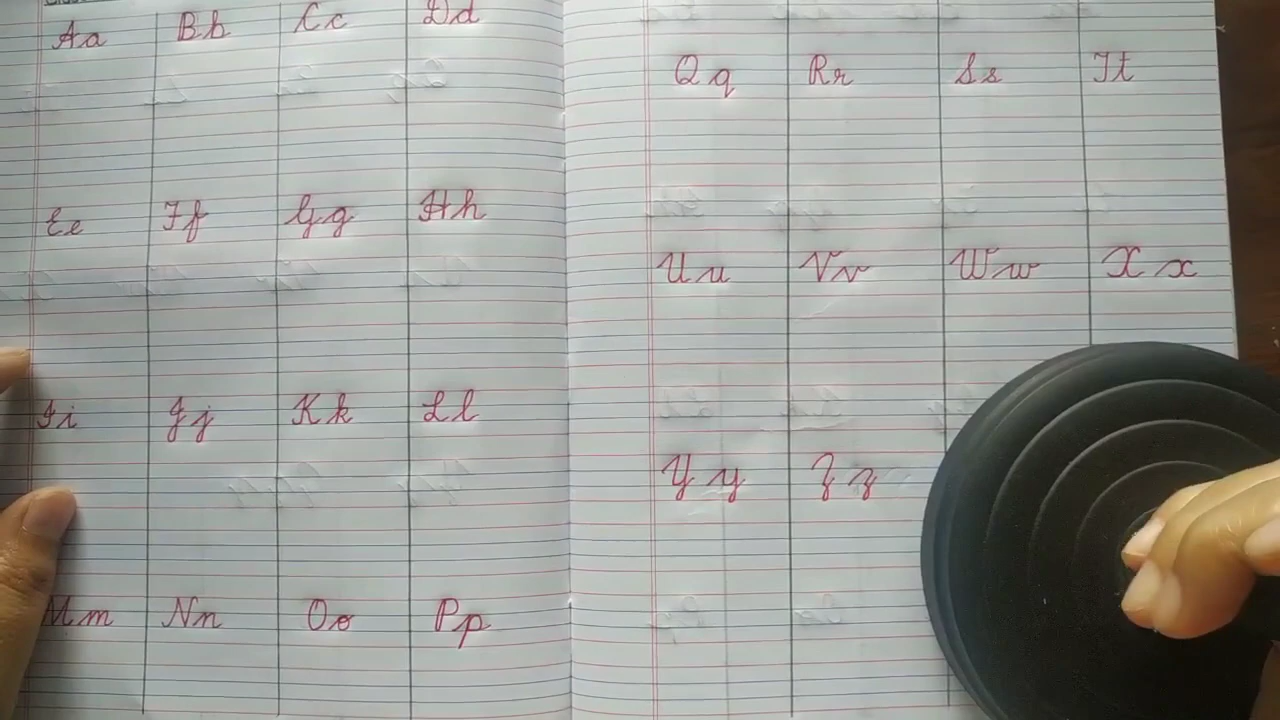 Aa Bb Cc Dd
Ee Ff Gg Hh
Ii Jj Kk Ll
Mm Nn Oo Pp
Qq Rr Ss Tt
Uu Vv Ww Xx
Yy Zz